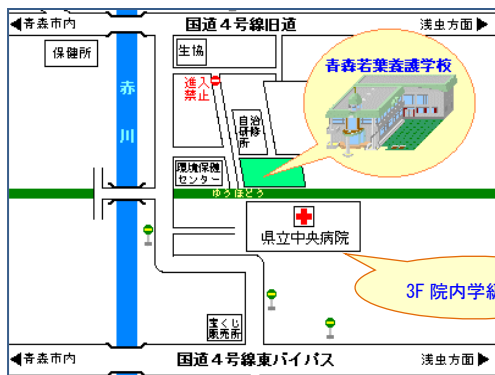 ◀青森市内
国道4号線旧道
浅虫方面▶
保健所
生協
青森若葉養護学校
進入
禁止
赤川
自治
研修
所
環境保健
センター
ゆうほどう
県立中央病院
3F 院内学級
宝くじ
販売所
◀青森市内
国道4号線東バイパス
浅虫方面▶